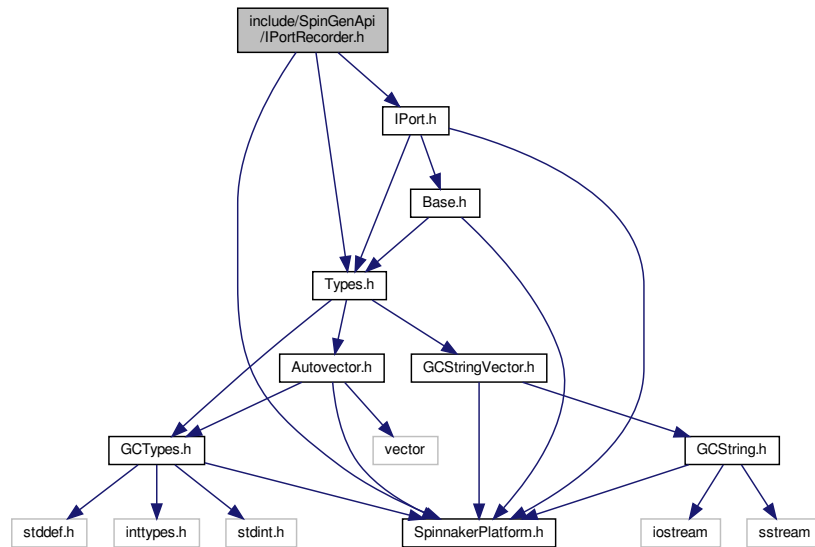 include/SpinGenApi
/IPortRecorder.h
IPort.h
Base.h
Types.h
Autovector.h
GCStringVector.h
GCTypes.h
vector
GCString.h
stddef.h
inttypes.h
stdint.h
SpinnakerPlatform.h
iostream
sstream